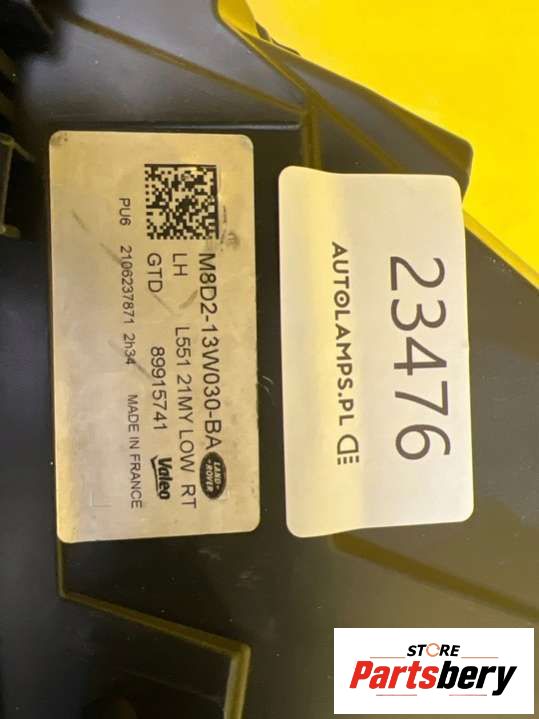 M8D2-13W030-BA
LAND
ROVER
LH L551 21MY LOW RT
GTD 89915741 Valeo
PU6 2106237871 2h34 MADE IN FRANCE
23476
AUTOLAMPS.PL
STORE
Partsbery